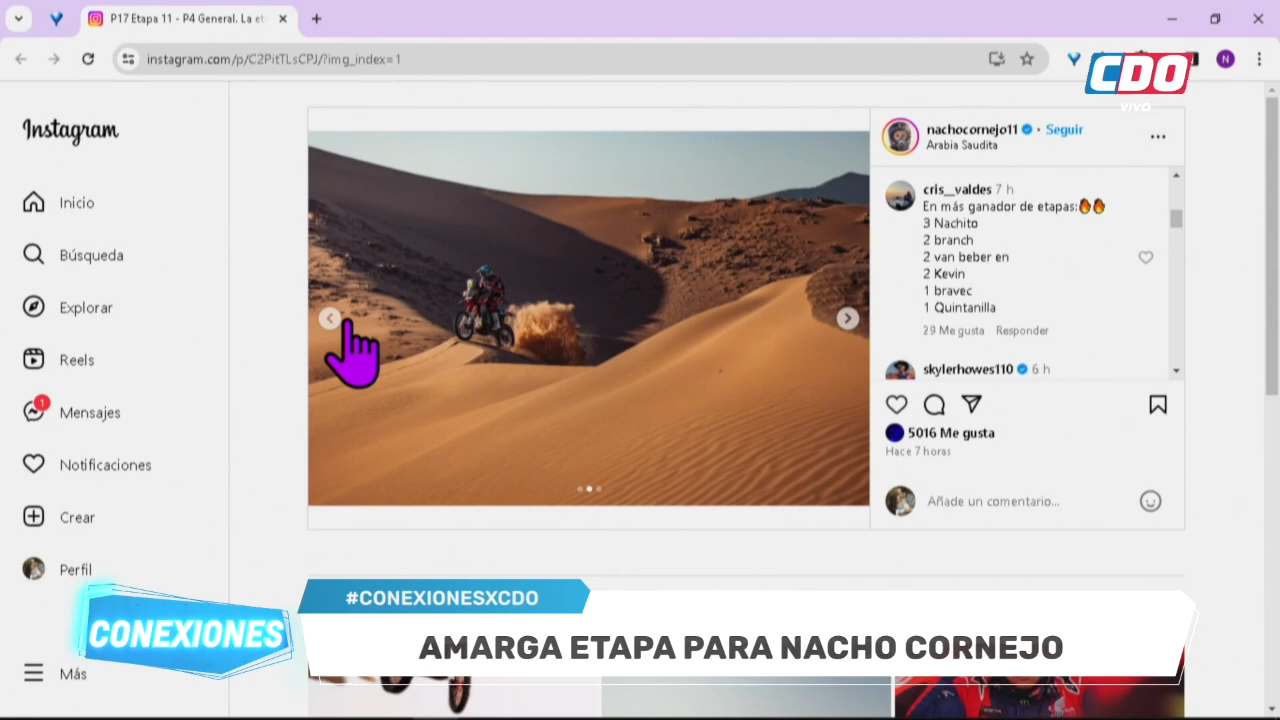 P17 Etapa 11 - P4 General. La et
instagram.com/p/C2PitTLsCPJ/?img_index=1
N
CDO
VIVO
Instagram
Inicio
Búsqueda
Explorar
Reels
1
Mensajes
Notificaciones
Crear
Perfil
Más
nachocornejo11 • Seguir
Arabia Saudita
cris__valdes 7 h
En más ganador de etapas:🔥🔥
3 Nachito
2 branch
2 van beber en
2 Kevin
1 bravec
1 Quintanilla
29 Me gusta Responder
skylerhowes110 6 h
5016 Me gusta
Hace 7 horas
Añade un comentario...
CONEXIONES
#CONEXIONESXCDO
AMARGA ETAPA PARA NACHO CORNEJO